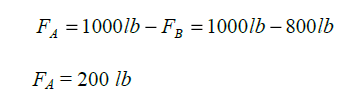 F_A = 1000lb – F_B = 1000lb – 800lb
F_A = 200 lb